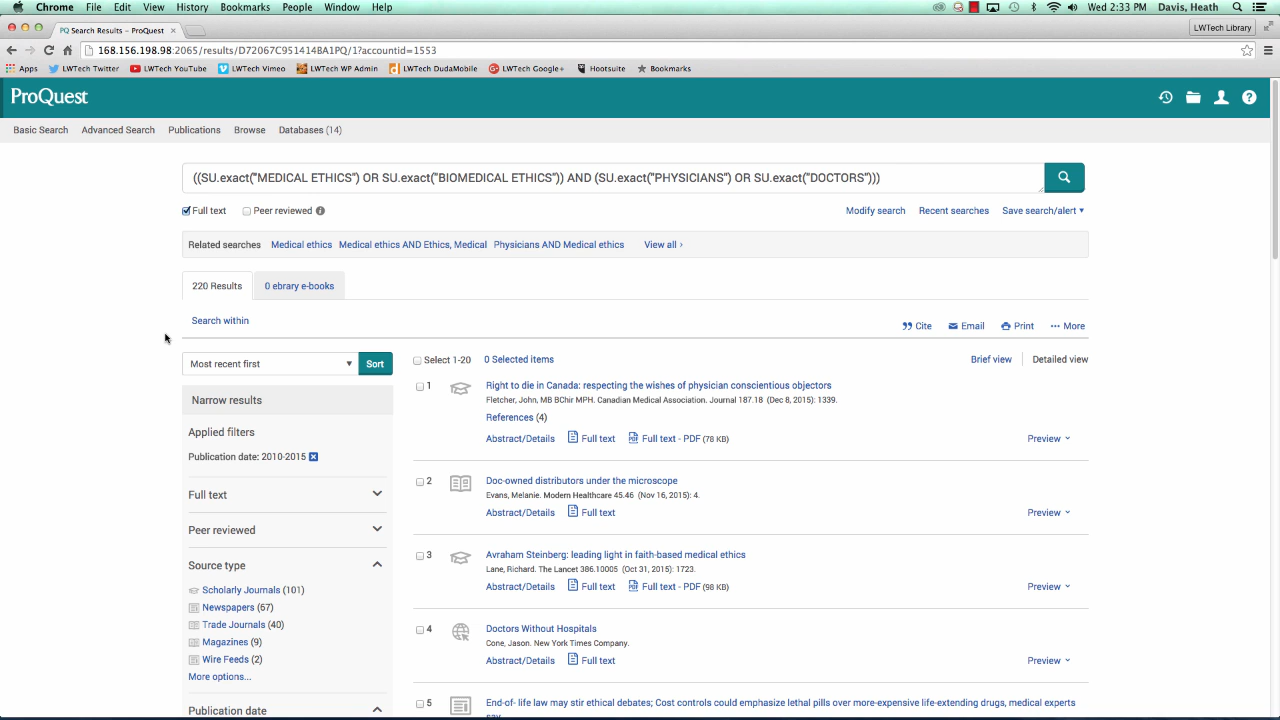 Chrome File Edit View History Bookmarks People Window Help Wed 2:33 PM Davis, Heath
PQ Search Results – ProQuest LWTech Library
168.156.198.98:2065/results/D72067C951414BA1PQ/1?accountid=1553
Apps LWTech Twitter LWTech YouTube LWTech Vimeo LWTech WP Admin LWTech DudaMobile LWTech Google+ Hootsuite Bookmarks
ProQuest
Basic Search Advanced Search Publications Browse Databases (14)
((SU.exact("MEDICAL ETHICS") OR SU.exact("BIOMEDICAL ETHICS")) AND (SU.exact("PHYSICIANS") OR SU.exact("DOCTORS")))
Full text Peer reviewed Modify search Recent searches Save search/alert
Related searches Medical ethics Medical ethics AND Ethics, Medical Physicians AND Medical ethics View all ›
220 Results 0 ebrary e-books
Search within
Cite Email Print More
Most recent first Sort
Select 1-20 0 Selected items Brief view Detailed view
Narrow results
Applied filters
Publication date: 2010-2015
Full text
Peer reviewed
Source type
Scholarly Journals (101)
Newspapers (67)
Trade Journals (40)
Magazines (9)
Wire Feeds (2)
More options...
Publication date
1 Right to die in Canada: respecting the wishes of physician conscientious objectors
Fletcher, John, MB BChir MPH. Canadian Medical Association. Journal 187.18 (Dec 8, 2015): 1339.
References (4)
Abstract/Details Full text Full text - PDF (78 KB) Preview
2 Doc-owned distributors under the microscope
Evans, Melanie. Modern Healthcare 45.46 (Nov 16, 2015): 4.
Abstract/Details Full text Preview
3 Avraham Steinberg: leading light in faith-based medical ethics
Lane, Richard. The Lancet 386.10005 (Oct 31, 2015): 1723.
Abstract/Details Full text Full text - PDF (98 KB) Preview
4 Doctors Without Hospitals
Cone, Jason. New York Times Company.
Abstract/Details Full text Preview
5 End-of- life law may stir ethical debates; Cost controls could emphasize lethal pills over more-expensive life-extending drugs, medical experts
say